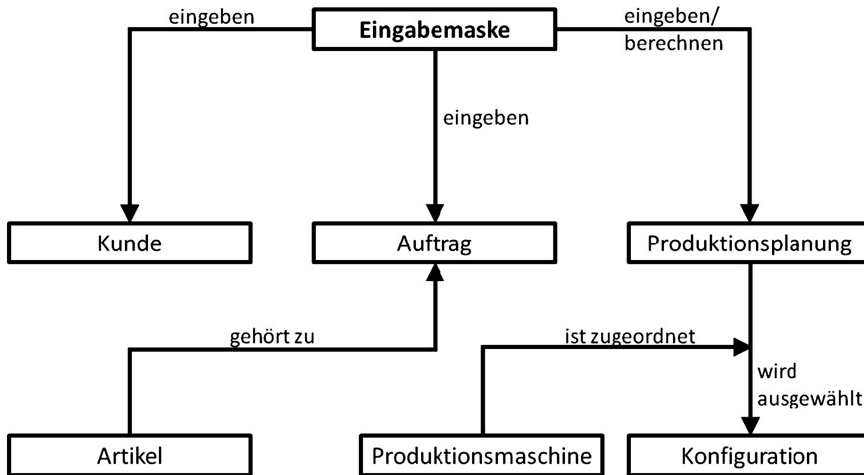 eingeben
Eingabemaske
eingeben/
berechnen
eingeben
Kunde
Auftrag
Produktionsplanung
gehört zu
ist zugeordnet
wird
ausgewählt
Artikel
Produktionsmaschine
Konfiguration